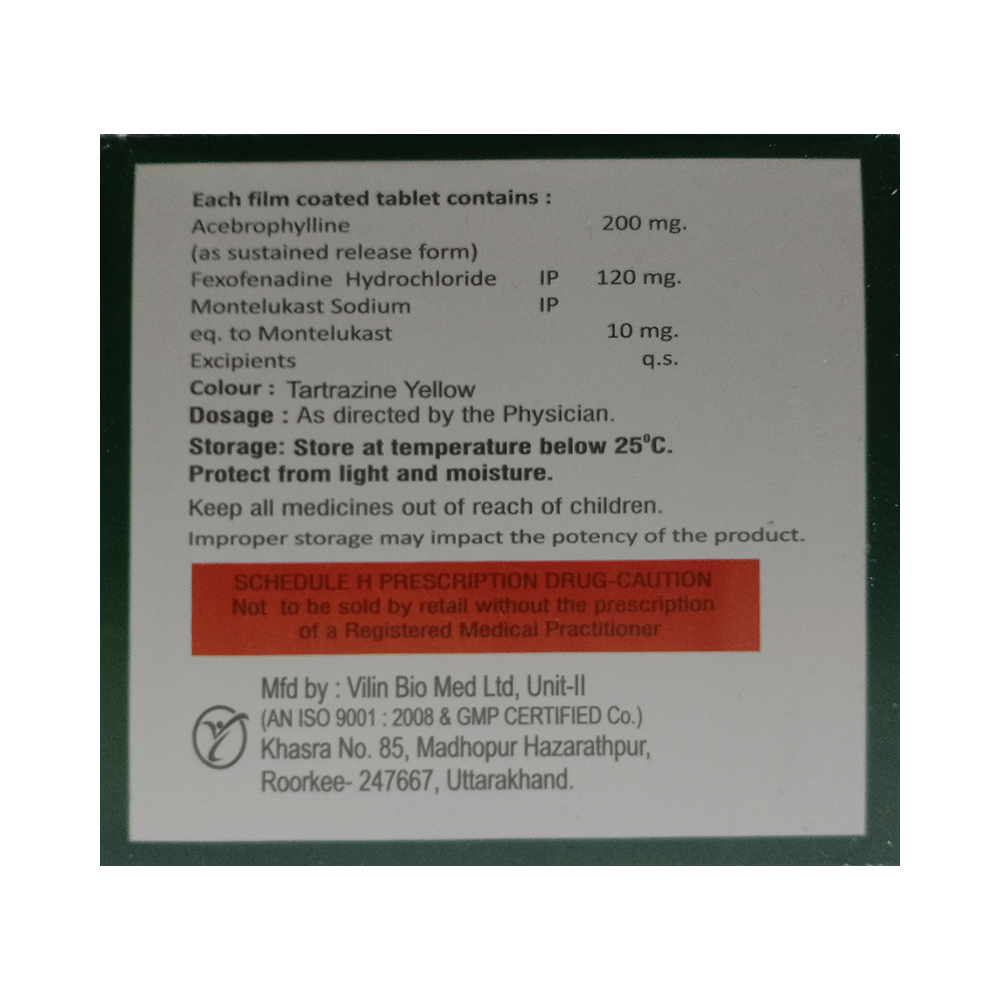 Each film coated tablet contains :
Acebrophylline 200 mg.
(as sustained release form)
Fexofenadine Hydrochloride IP 120 mg.
Montelukast Sodium IP
eq. to Montelukast 10 mg.
Excipients q.s.
Colour : Tartrazine Yellow
Dosage : As directed by the Physician.
Storage: Store at temperature below 25⁰C.
Protect from light and moisture.
Keep all medicines out of reach of children.
Improper storage may impact the potency of the product.
SCHEDULE H PRESCRIPTION DRUG-CAUTION
Not to be sold by retail without the prescription
of a Registered Medical Practitioner
Mfd by : Vilin Bio Med Ltd, Unit-II
(AN ISO 9001 : 2008 & GMP CERTIFIED Co.)
Khasra No. 85, Madhopur Hazarathpur,
Roorkee- 247667, Uttarakhand.